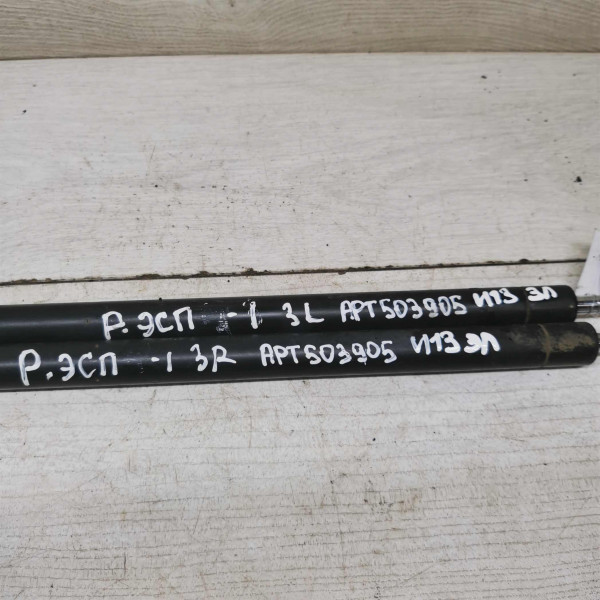 Р. ЭСП -1 3L АРТ503905 И13 ЭЛ
Р. ЭСП -1 3R АРТ503905 И13 ЭЛ